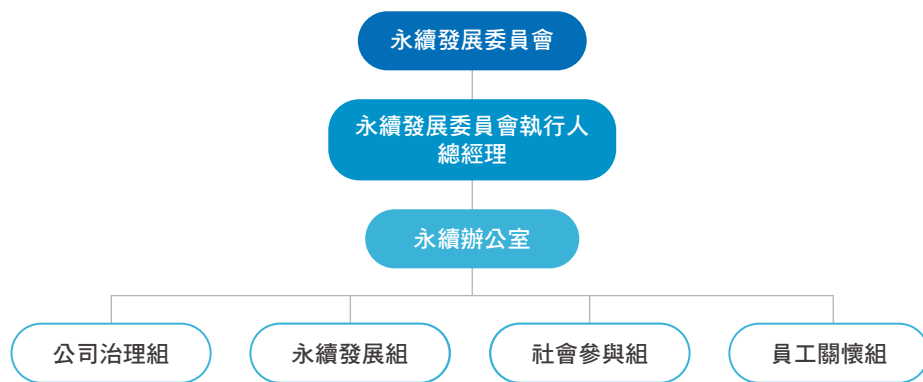 永續發展委員會
永續發展委員會執行人
總經理
永續辦公室
公司治理組
永續發展組
社會參與組
員工關懷組